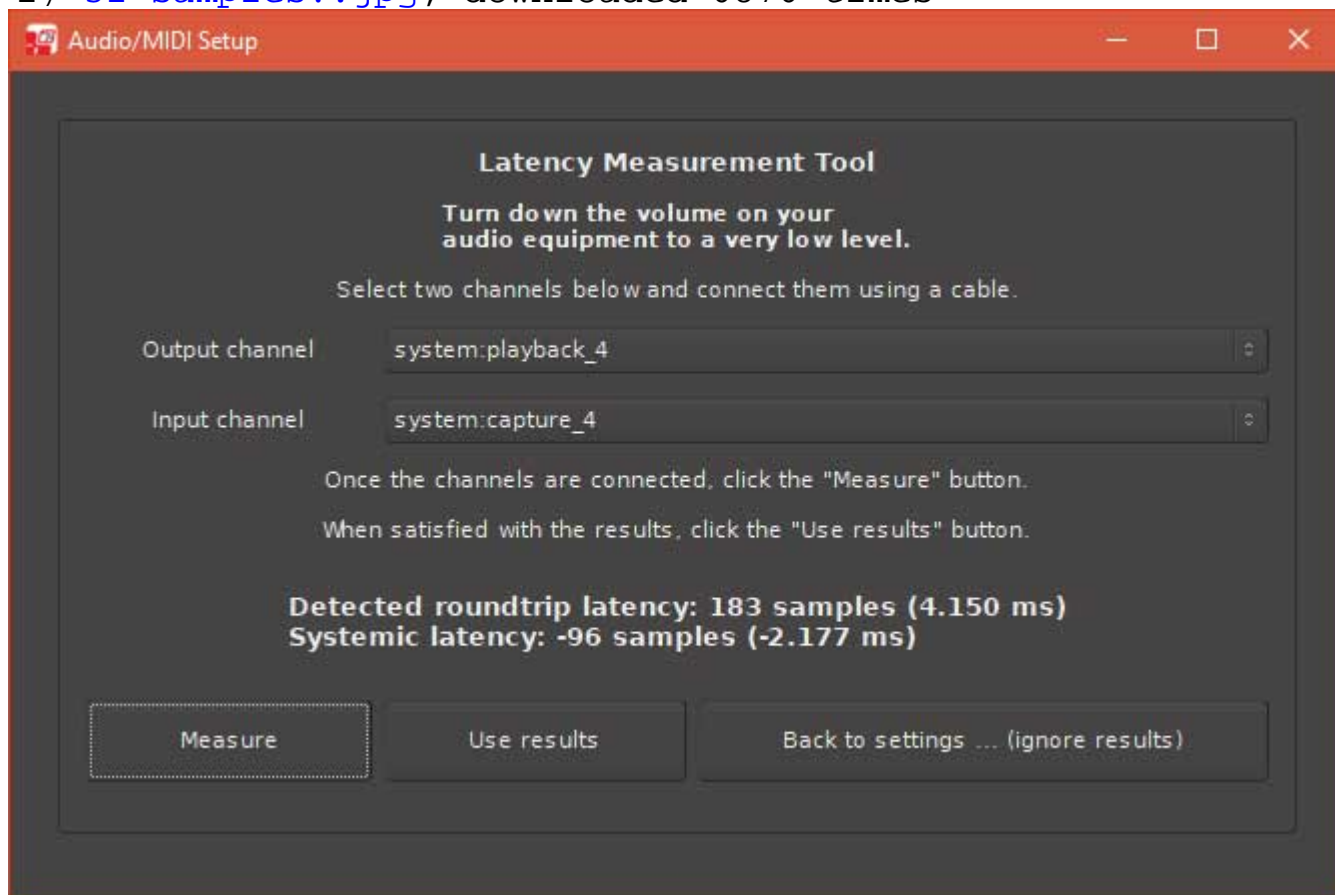 Audio/MIDI Setup
Latency Measurement Tool
Turn down the volume on your
audio equipment to a very low level.
Select two channels below and connect them using a cable.
Output channel system:playback_4
Input channel system:capture_4
Once the channels are connected, click the "Measure" button.
When satisfied with the results, click the "Use results" button.
Detected roundtrip latency: 183 samples (4.150 ms)
Systemic latency: -96 samples (-2.177 ms)
Measure Use results Back to settings ... (ignore results)